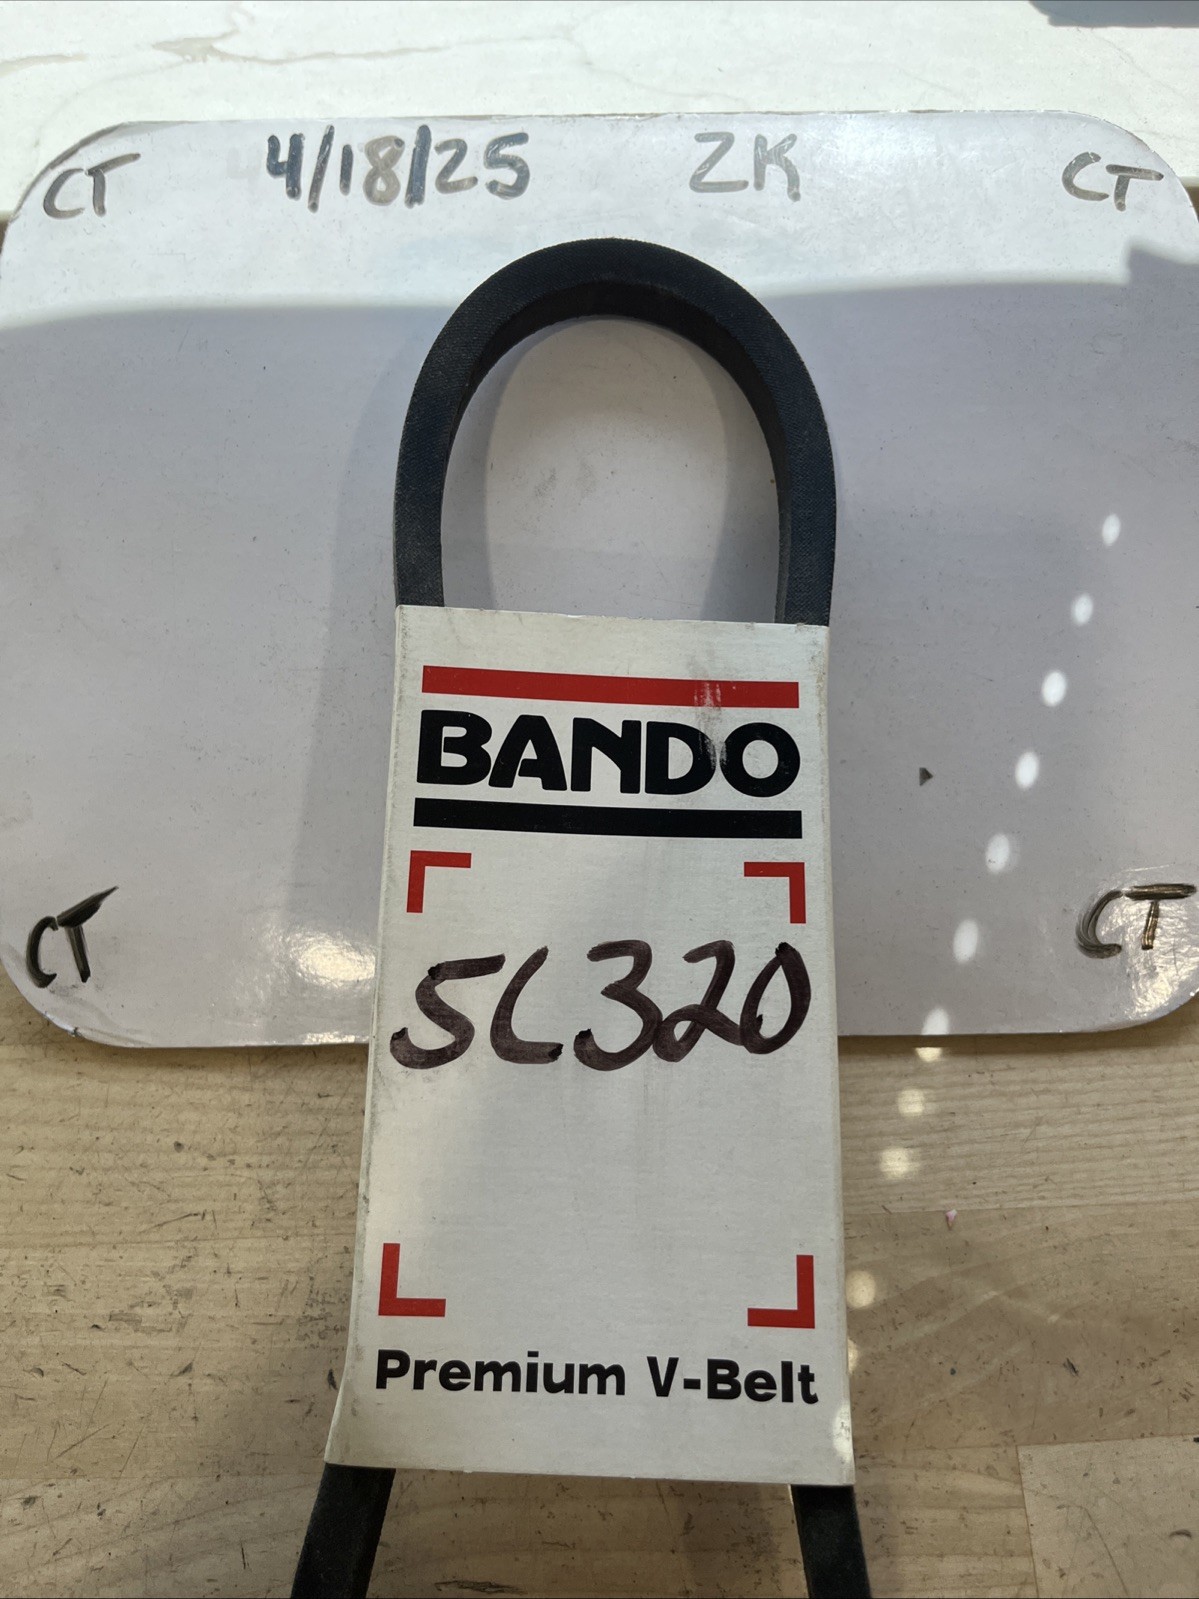 CT 4/18/25 ZK CT
BANDO
CT 5L320 CT
Premium V-Belt